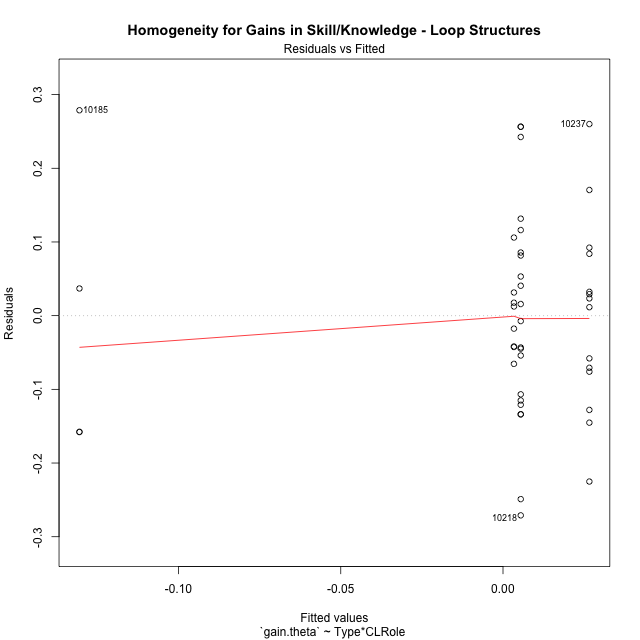 Homogeneity for Gains in Skill/Knowledge - Loop Structures
Residuals vs Fitted
0.3
0.2
0.1
0.0
-0.1
-0.2
-0.3
Residuals
10185
10237
10218
-0.10
-0.05
0.00
Fitted values
`gain.theta` ~ Type*CLRole